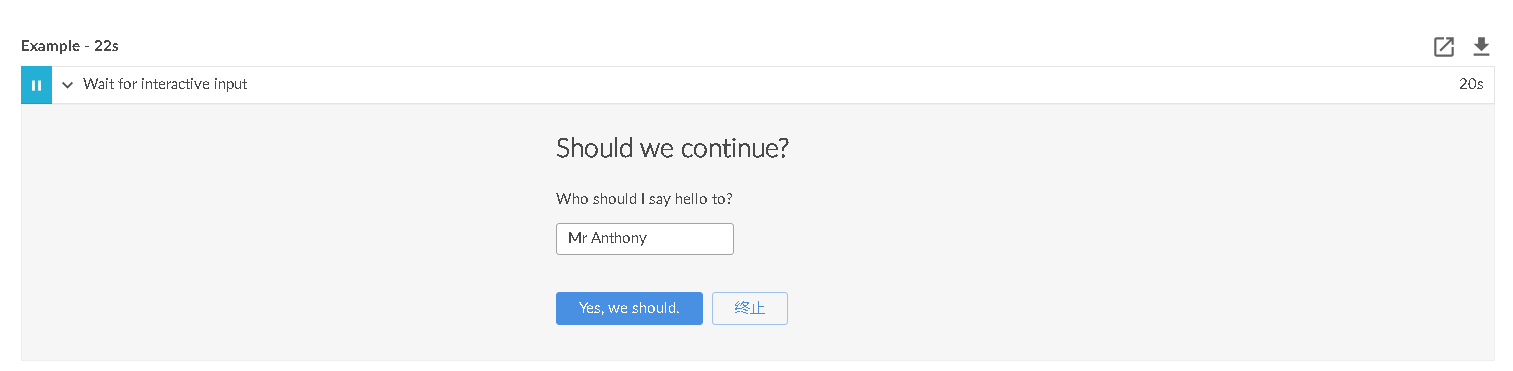 Example - 22s
Wait for interactive input 20s
Should we continue?
Who should I say hello to?
Mr Anthony
Yes, we should. 终止